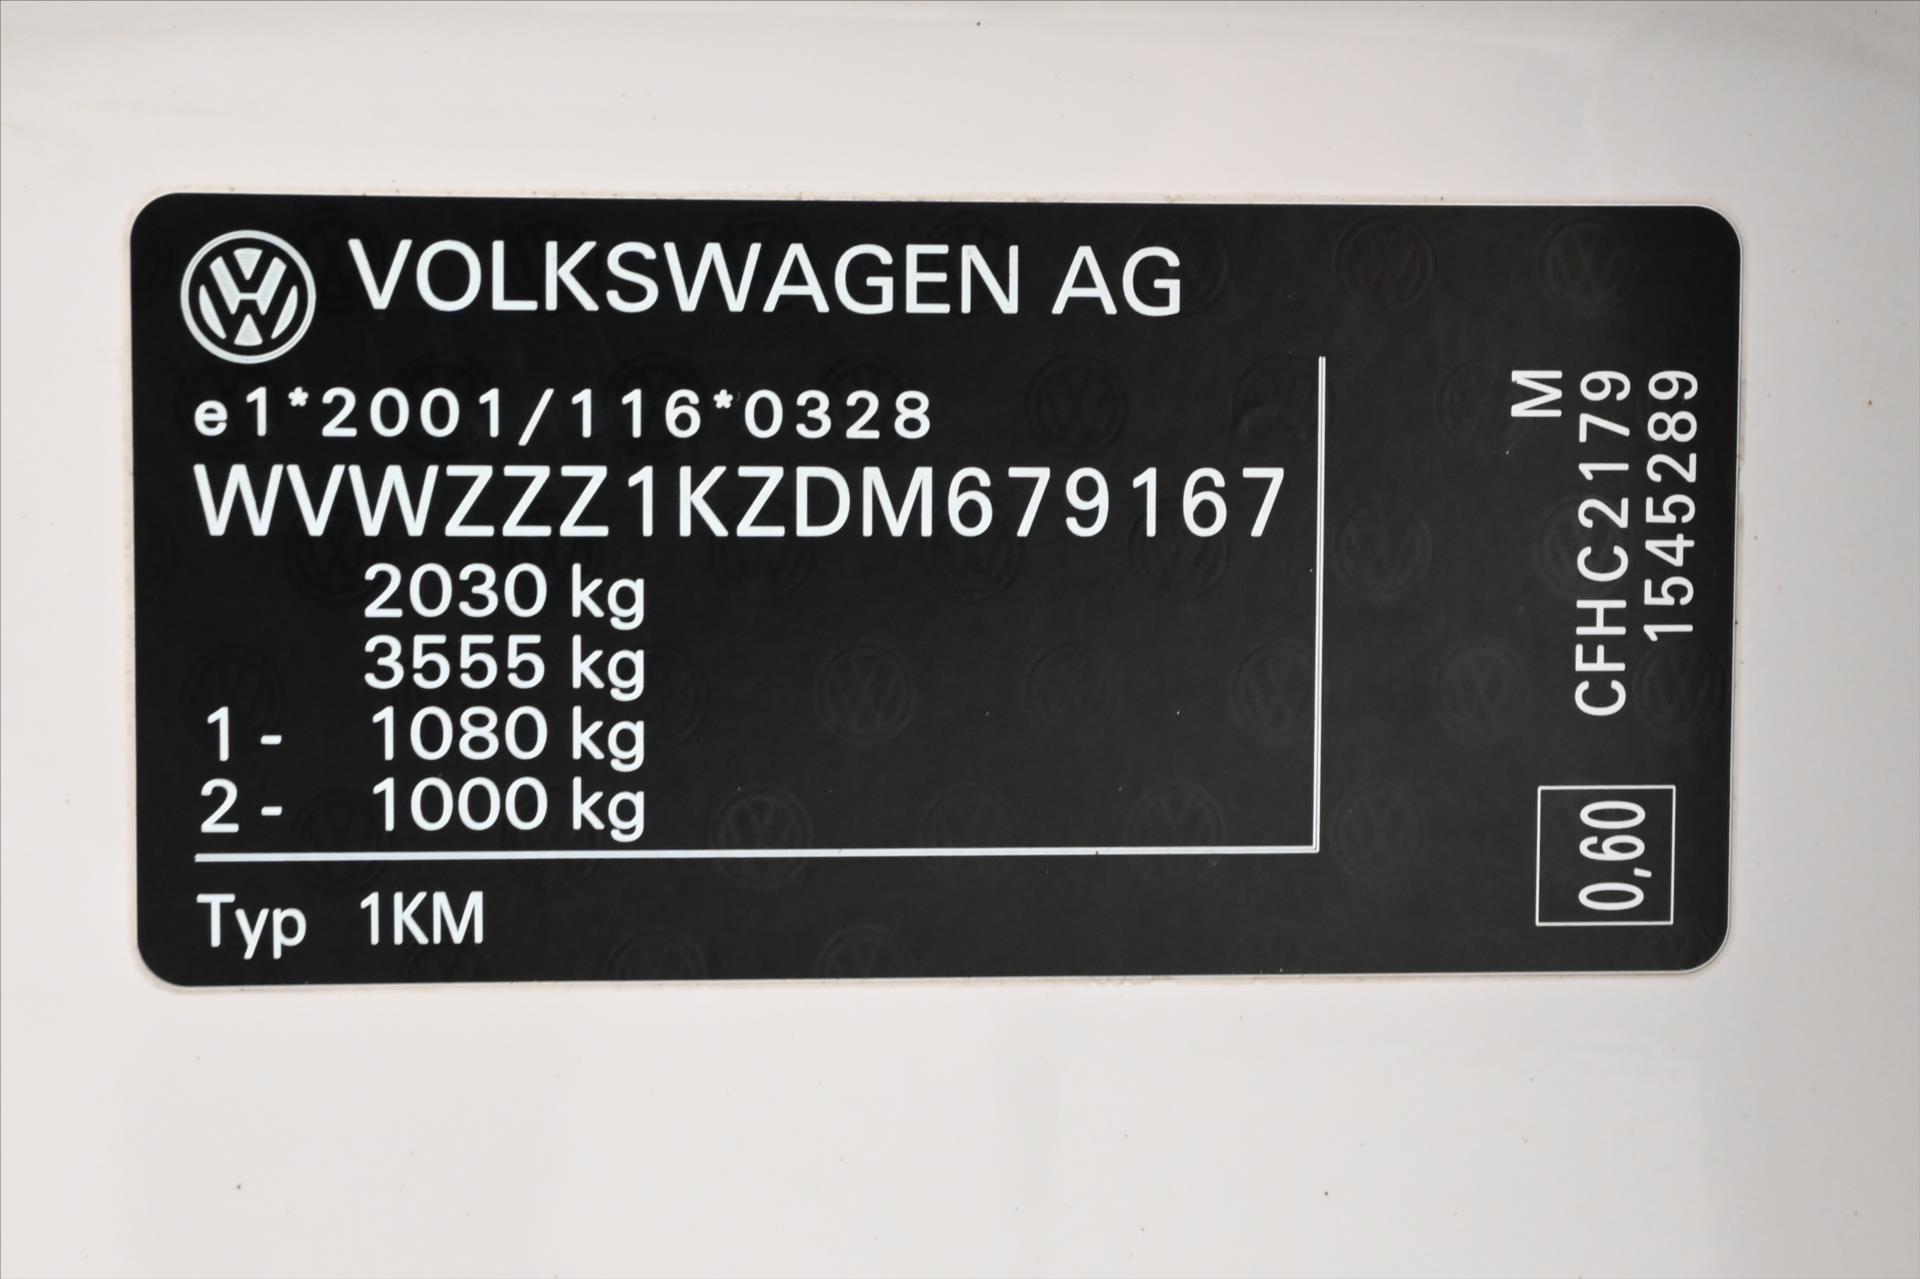 VOLKSWAGEN AG
e1*2001/116*0328
WVWZZZ1KZDM679167
2030 kg
3555 kg
1- 1080 kg
2- 1000 kg
Typ 1KM
M
CFHC2179
1545289
0,60